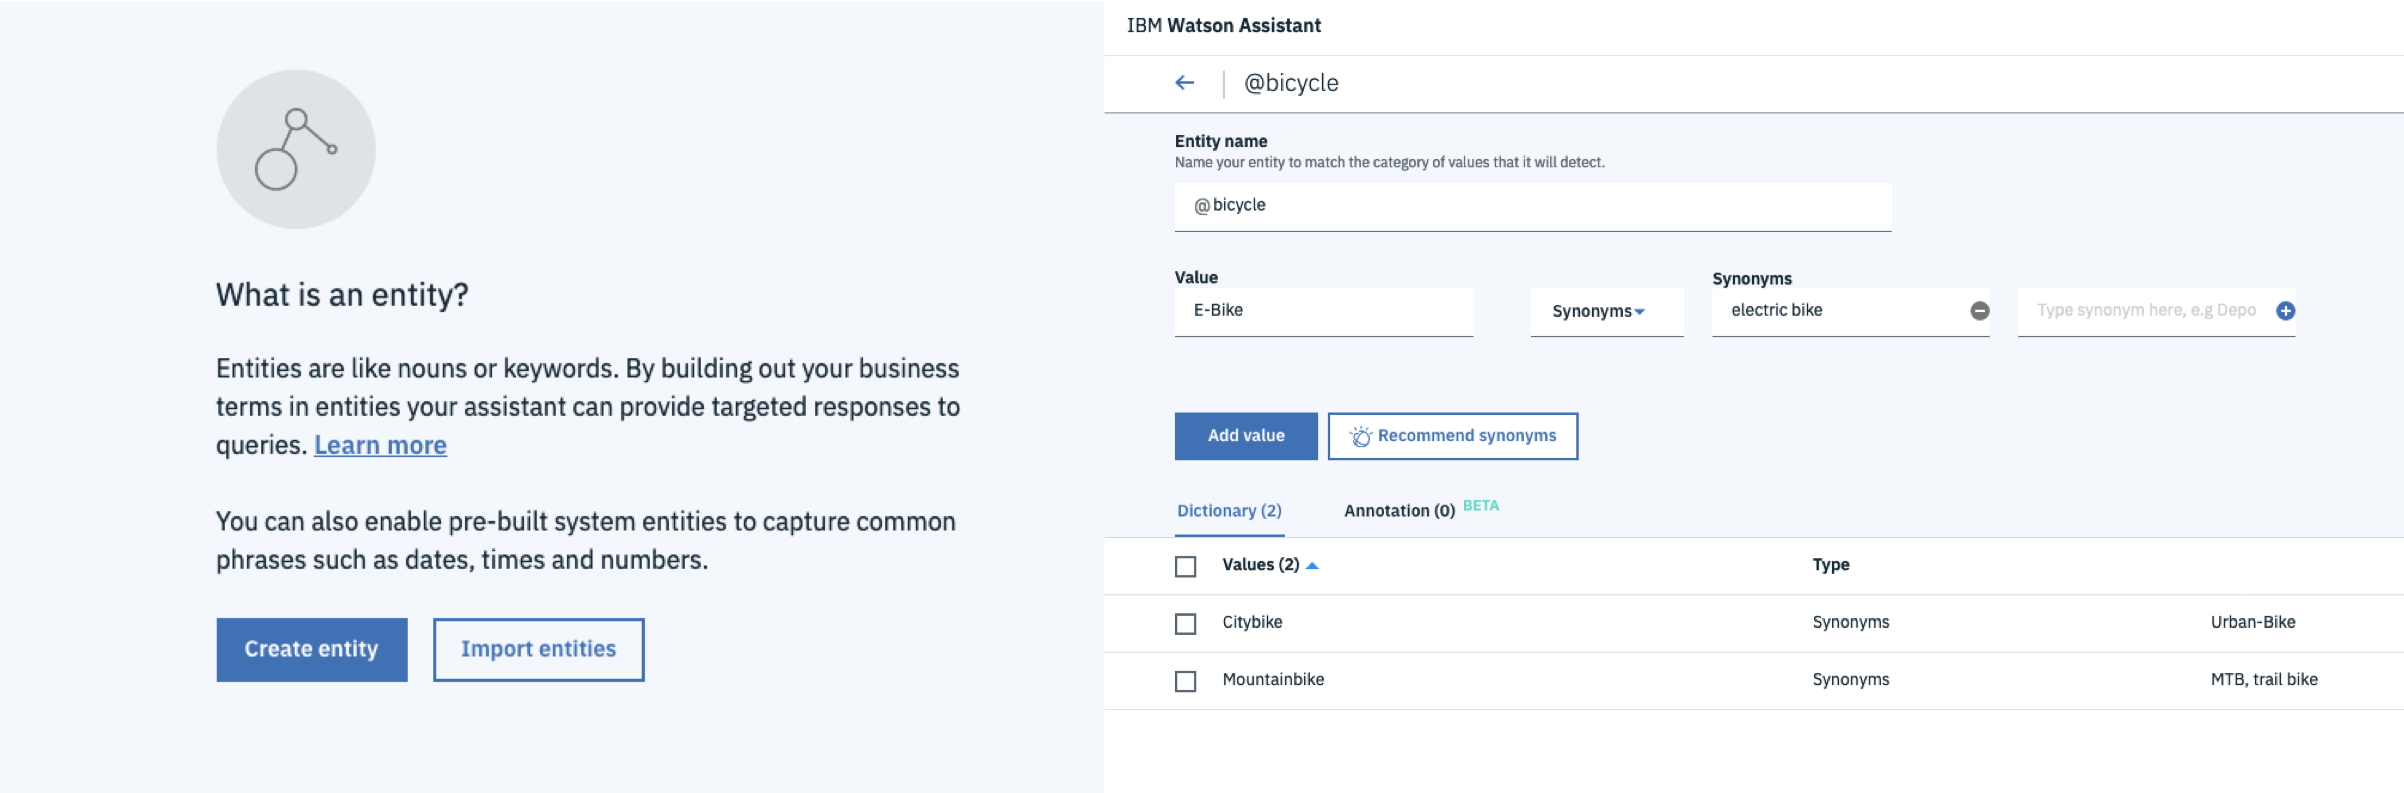 What is an entity?
Entities are like nouns or keywords. By building out your business
terms in entities your assistant can provide targeted responses to
queries. Learn more
You can also enable pre-built system entities to capture common
phrases such as dates, times and numbers.
Create entity Import entities
IBM Watson Assistant
@bicycle
Entity name
Name your entity to match the category of values that it will detect.
@bicycle
Value Synonyms
E-Bike Synonyms electric bike Type synonym here, e.g Depo
Add value Recommend synonyms
Dictionary (2) Annotation (0) BETA
Values (2) Type
Citybike Synonyms Urban-Bike
Mountainbike Synonyms MTB, trail bike